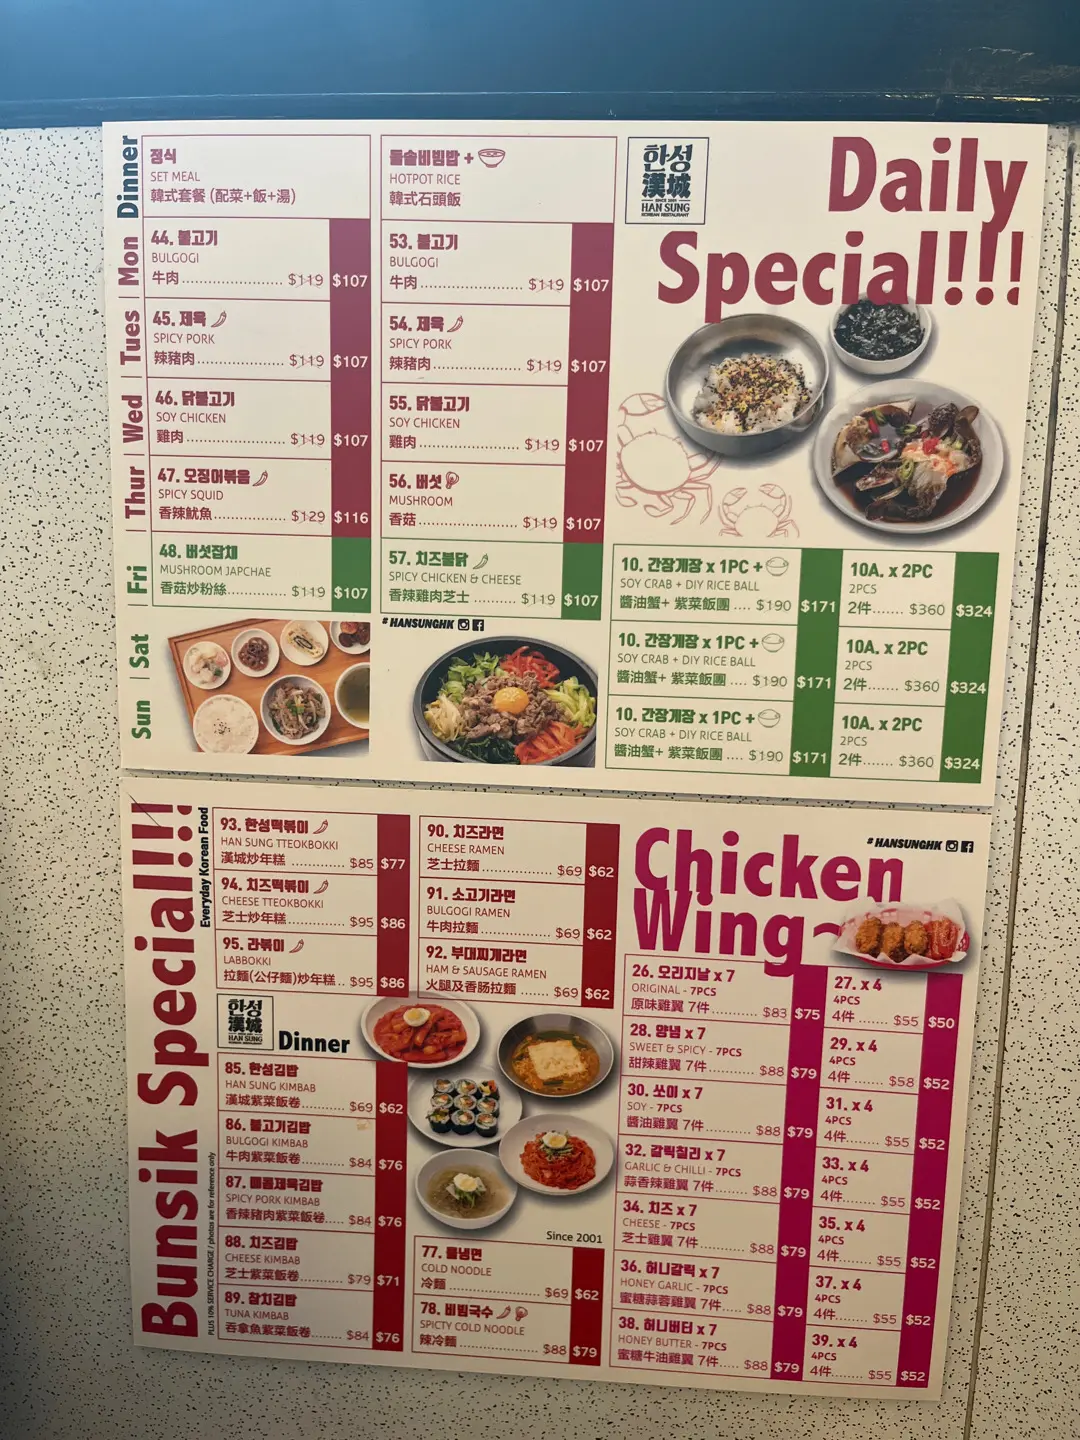 Dinner
Mon
Tues
Wed
Thur
Fri
Sat
Sun
정식
SET MEAL
韓式套餐 (配菜+飯+湯)
44. 불고기
BULGOGI
牛肉 $119 $107
45. 제육
SPICY PORK
辣豬肉 $119 $107
46. 닭불고기
SOY CHICKEN
雞肉 $119 $107
47. 오징어볶음
SPICY SQUID
香辣魷魚 $129 $116
48. 버섯잡채
MUSHROOM JAPCHAE
香菇炒粉絲 $119 $107
돌솥비빔밥 +
HOTPOT RICE
韓式石頭飯
53. 불고기
BULGOGI
牛肉 $119 $107
54. 제육
SPICY PORK
辣豬肉 $119 $107
55. 닭불고기
SOY CHICKEN
雞肉 $119 $107
56. 버섯
MUSHROOM
香菇 $119 $107
57. 치즈불닭
SPICY CHICKEN & CHEESE
香辣雞肉芝士 $119 $107
# HANSUNGHK
한성
漢城
SINCE 2001
HAN SUNG
KOREAN RESTAURANT
Daily
Special!!!
10. 간장게장 x 1PC +
SOY CRAB + DIY RICE BALL
醬油蟹+ 紫菜飯團 .... $190 $171
10A. x 2PC
2PCS
2件....... $360 $324
10. 간장게장 x 1PC +
SOY CRAB + DIY RICE BALL
醬油蟹+ 紫菜飯團 .... $190 $171
10A. x 2PC
2PCS
2件....... $360 $324
10. 간장게장 x 1PC +
SOY CRAB + DIY RICE BALL
醬油蟹+ 紫菜飯團 .... $190 $171
10A. x 2PC
2PCS
2件....... $360 $324
Bunsik Special!!!
Everyday Korean Food
PLUS 10% SERVICE CHARGE / photos are for reference only
93. 한성떡볶이
HAN SUNG TTEOKBOKKI
漢城炒年糕 $85 $77
94. 치즈떡볶이
CHEESE TTEOKBOKKI
芝士炒年糕 $95 $86
95. 라볶이
LABBOKKI
拉麵(公仔麵)炒年糕.. $95 $86
90. 치즈라면
CHEESE RAMEN
芝士拉麵 $69 $62
91. 소고기라면
BULGOGI RAMEN
牛肉拉麵 $69 $62
92. 부대찌개라면
HAM & SAUSAGE RAMEN
火腿及香肠拉麵 ....... $69 $62
한성
漢城
HAN SUNG
Dinner
85. 한성김밥
HAN SUNG KIMBAB
漢城紫菜飯卷 $69 $62
86. 불고기김밥
BULGOGI KIMBAB
牛肉紫菜飯卷 $84 $76
87. 매콤제육김밥
SPICY PORK KIMBAB
香辣豬肉紫菜飯卷.... $84 $76
88. 치즈김밥
CHEESE KIMBAB
芝士紫菜飯卷 $79 $71
89. 참치김밥
TUNA KIMBAB
吞拿魚紫菜飯卷 $84 $76
Since 2001
77. 물냉면
COLD NOODLE
冷麵 $69 $62
78. 비빔국수
SPICTY COLD NOODLE
辣冷麵 $88 $79
# HANSUNGHK
Chicken
Wing~
26. 오리지날 x 7
ORIGINAL - 7PCS
原味雞翼 7件 $83 $75
27. x 4
4PCS
4件 ....... $55 $50
28. 양념 x 7
SWEET & SPICY - 7PCS
甜辣雞翼 7件 $88 $79
29. x 4
4PCS
4件 ....... $58 $52
30. 쏘이 x 7
SOY - 7PCS
醬油雞翼 7件 $88 $79
31. x 4
4PCS
4件....... $55 $52
32. 갈릭칠리 x 7
GARLIC & CHILLI - 7PCS
蒜香辣雞翼 7件 $88 $79
33. x 4
4PCS
4件....... $55 $52
34. 치즈 x 7
CHEESE - 7PCS
芝士雞翼 7件 $88 $79
35. x 4
4PCS
4件....... $55 $52
36. 허니갈릭 x 7
HONEY GARLIC - 7PCS
蜜糖蒜蓉雞翼 7件 $88 $79
37. x 4
4PCS
4件....... $55 $52
38. 허니버터 x 7
HONEY BUTTER - 7PCS
蜜糖牛油雞翼 7件.... $88 $79
39. x 4
4PCS
4件....... $55 $52